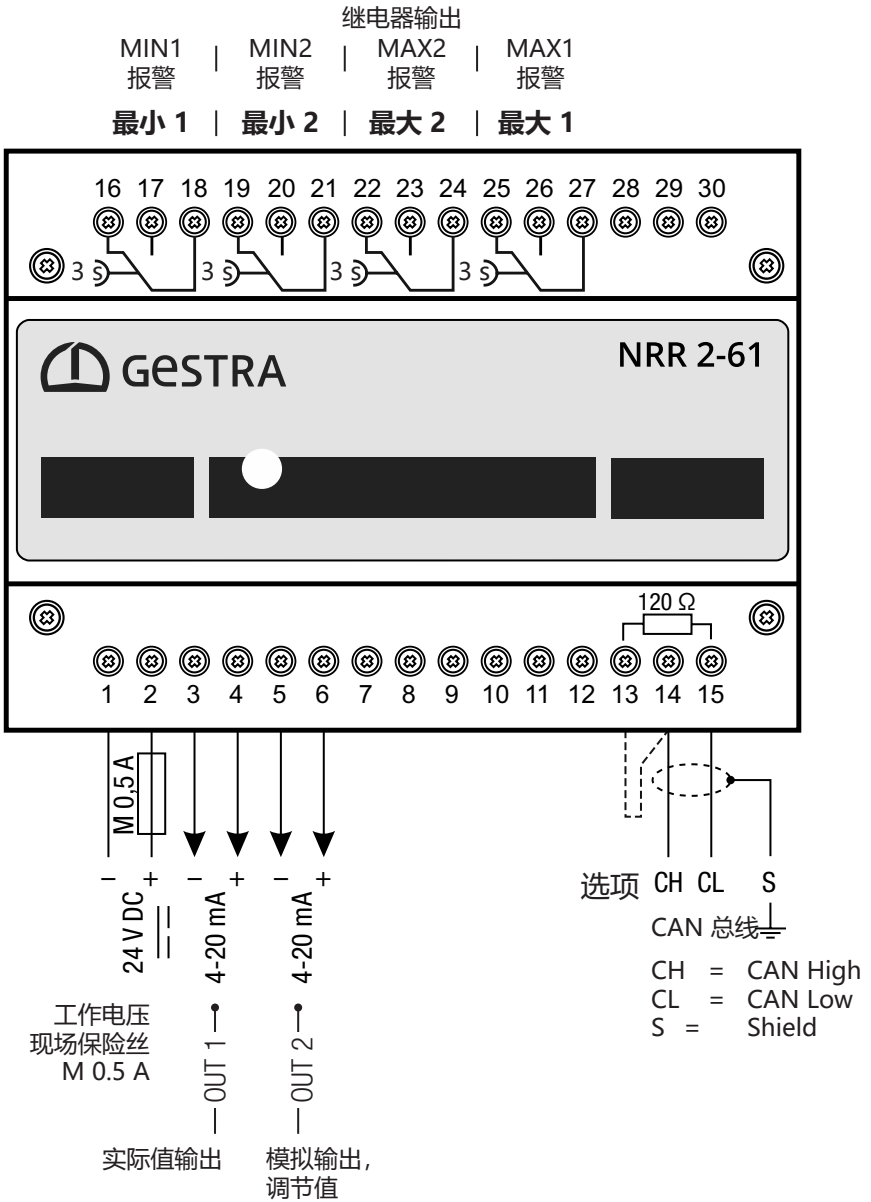 继电器输出
MIN1 | MIN2 | MAX2 | MAX1
报警 报警 报警 报警
最小 1 | 最小 2 | 最大 2 | 最大 1
16 17 18 19 20 21 22 23 24 25 26 27 28 29 30
3 s 3 s 3 s 3 s
GESTRA
NRR 2-61
120 Ω
1 2 3 4 5 6 7 8 9 10 11 12 13 14 15
M 0,5 A
– + – + – +
24 V DC
4-20 mA
4-20 mA
选项 CH CL S
CAN 总线
CH = CAN High
CL = CAN Low
S = Shield
工作电压
现场保险丝
M 0.5 A
OUT 1
OUT 2
实际值输出
模拟输出，
调节值